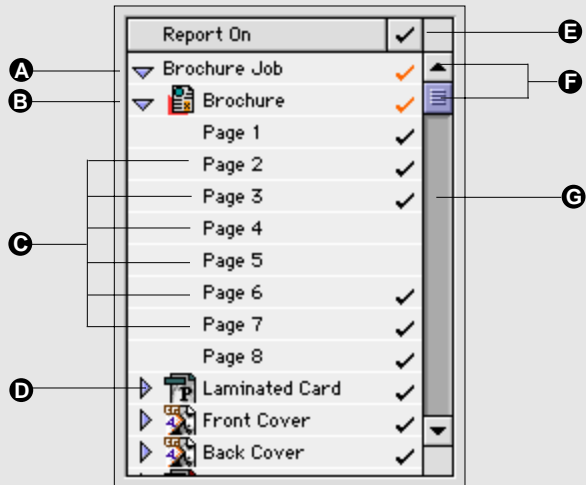 Report On
E
A
Brochure Job
F
B
Brochure
Page 1
Page 2
Page 3
G
C
Page 4
Page 5
Page 6
Page 7
Page 8
D
Laminated Card
Front Cover
Back Cover